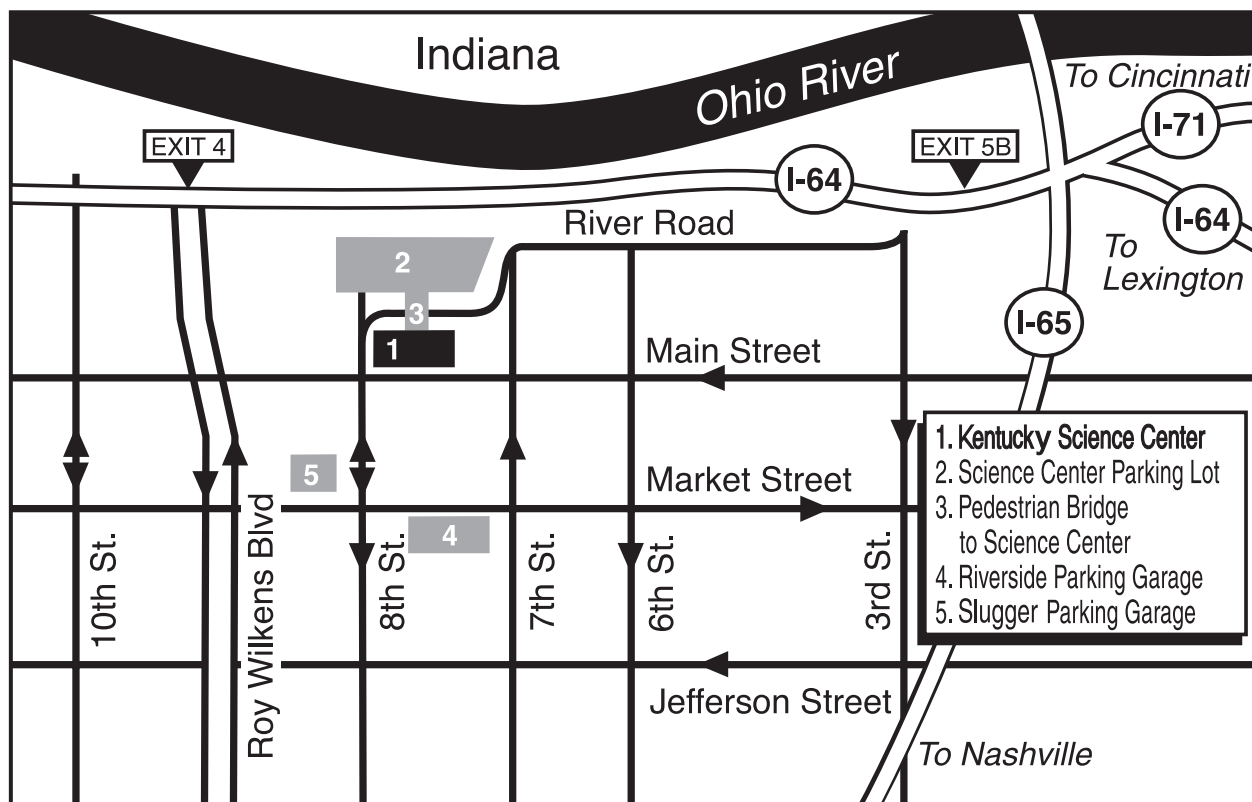 Indiana
Ohio River
To Cincinnati
EXIT 4
EXIT 5B
I-71
I-64
I-64
River Road
To
Lexington
2
3
I-65
1
Main Street
1. Kentucky Science Center
2. Science Center Parking Lot
3. Pedestrian Bridge
to Science Center
4. Riverside Parking Garage
5. Slugger Parking Garage
5
Market Street
4
10th St.
Roy Wilkens Blvd
8th St.
7th St.
6th St.
3rd St.
Jefferson Street
To Nashville